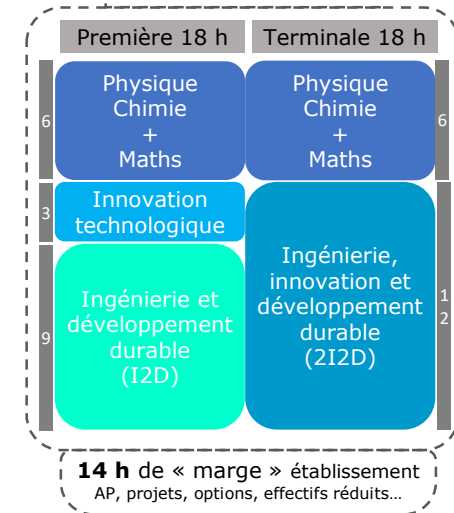 Première 18 h
Terminale 18 h
6
Physique
Chimie
+
Maths
Physique
Chimie
+
Maths
6
3
Innovation
technologique
9
Ingénierie et
développement
durable
(I2D)
Ingénierie,
innovation et
développement
durable
(2I2D)
1
2
14 h de « marge » établissement
AP, projets, options, effectifs réduits…